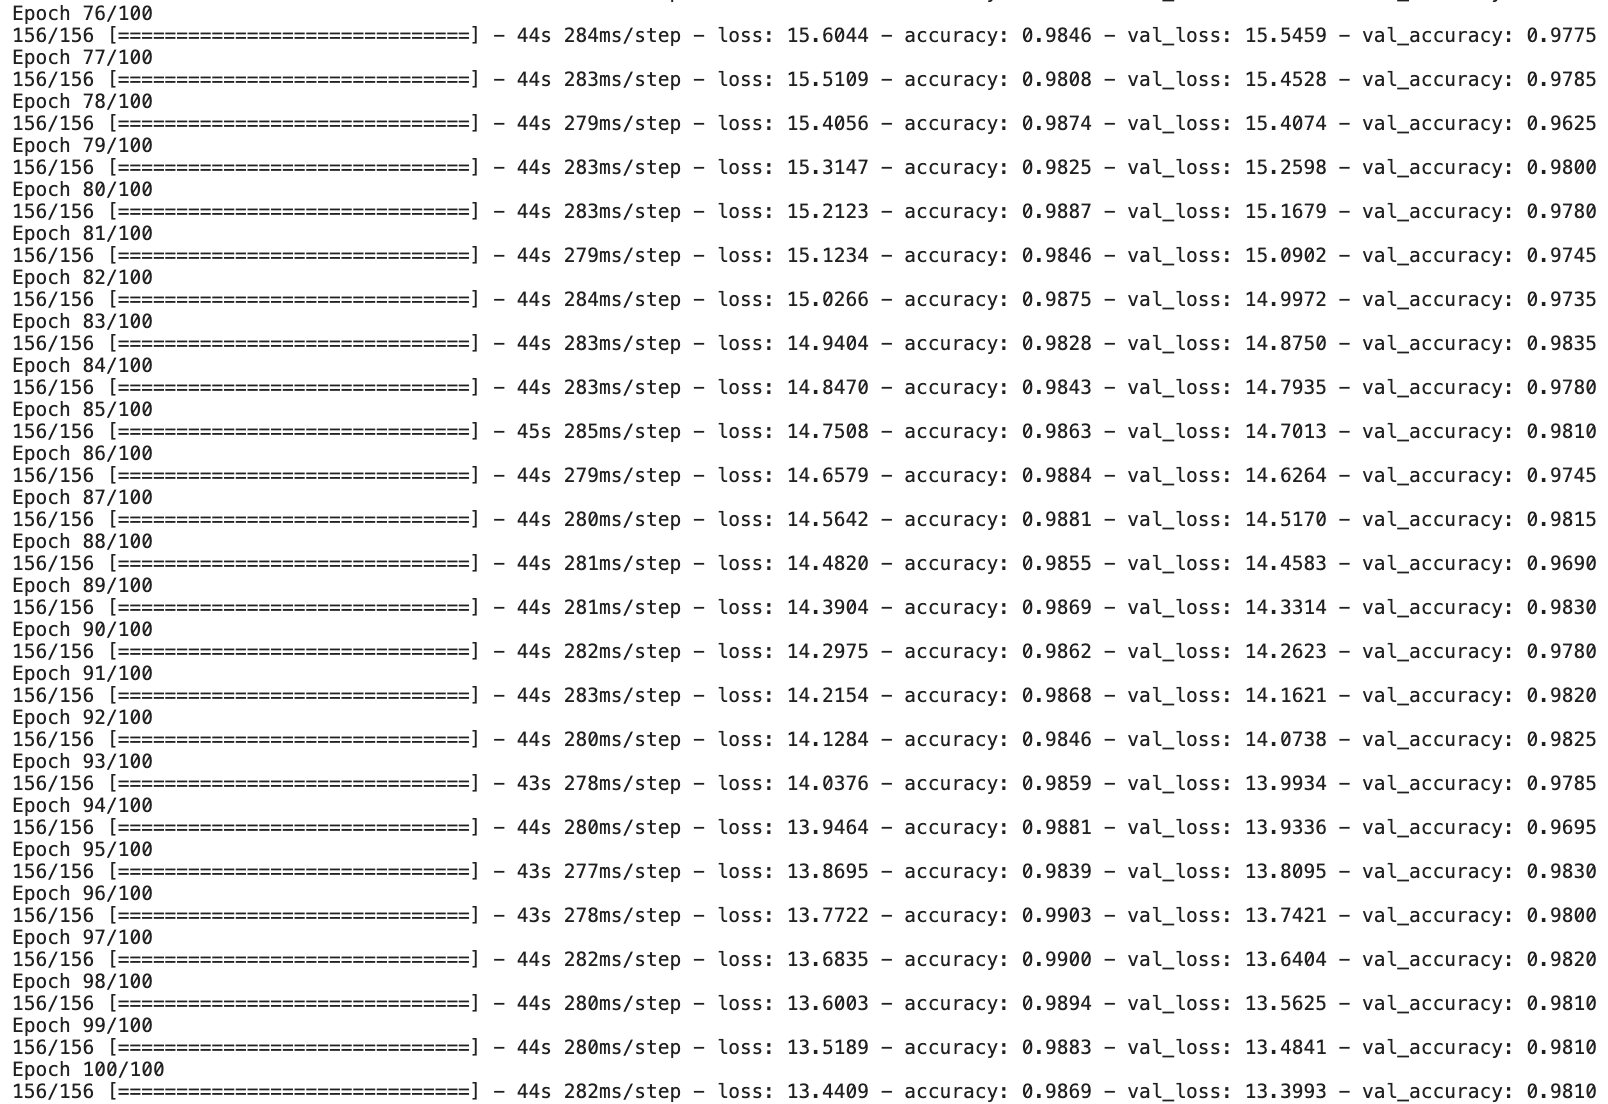 Epoch 76/100
156/156 [==============================] - 44s 284ms/step - loss: 15.6044 - accuracy: 0.9846 - val_loss: 15.5459 - val_accuracy: 0.9775
Epoch 77/100
156/156 [==============================] - 44s 283ms/step - loss: 15.5109 - accuracy: 0.9808 - val_loss: 15.4528 - val_accuracy: 0.9785
Epoch 78/100
156/156 [==============================] - 44s 279ms/step - loss: 15.4056 - accuracy: 0.9874 - val_loss: 15.4074 - val_accuracy: 0.9625
Epoch 79/100
156/156 [==============================] - 44s 283ms/step - loss: 15.3147 - accuracy: 0.9825 - val_loss: 15.2598 - val_accuracy: 0.9800
Epoch 80/100
156/156 [==============================] - 44s 283ms/step - loss: 15.2123 - accuracy: 0.9887 - val_loss: 15.1679 - val_accuracy: 0.9780
Epoch 81/100
156/156 [==============================] - 44s 279ms/step - loss: 15.1234 - accuracy: 0.9846 - val_loss: 15.0902 - val_accuracy: 0.9745
Epoch 82/100
156/156 [==============================] - 44s 284ms/step - loss: 15.0266 - accuracy: 0.9875 - val_loss: 14.9972 - val_accuracy: 0.9735
Epoch 83/100
156/156 [==============================] - 44s 283ms/step - loss: 14.9404 - accuracy: 0.9828 - val_loss: 14.8750 - val_accuracy: 0.9835
Epoch 84/100
156/156 [==============================] - 44s 283ms/step - loss: 14.8470 - accuracy: 0.9843 - val_loss: 14.7935 - val_accuracy: 0.9780
Epoch 85/100
156/156 [==============================] - 45s 285ms/step - loss: 14.7508 - accuracy: 0.9863 - val_loss: 14.7013 - val_accuracy: 0.9810
Epoch 86/100
156/156 [==============================] - 44s 279ms/step - loss: 14.6579 - accuracy: 0.9884 - val_loss: 14.6264 - val_accuracy: 0.9745
Epoch 87/100
156/156 [==============================] - 44s 280ms/step - loss: 14.5642 - accuracy: 0.9881 - val_loss: 14.5170 - val_accuracy: 0.9815
Epoch 88/100
156/156 [==============================] - 44s 281ms/step - loss: 14.4820 - accuracy: 0.9855 - val_loss: 14.4583 - val_accuracy: 0.9690
Epoch 89/100
156/156 [==============================] - 44s 281ms/step - loss: 14.3904 - accuracy: 0.9869 - val_loss: 14.3314 - val_accuracy: 0.9830
Epoch 90/100
156/156 [==============================] - 44s 282ms/step - loss: 14.2975 - accuracy: 0.9862 - val_loss: 14.2623 - val_accuracy: 0.9780
Epoch 91/100
156/156 [==============================] - 44s 283ms/step - loss: 14.2154 - accuracy: 0.9868 - val_loss: 14.1621 - val_accuracy: 0.9820
Epoch 92/100
156/156 [==============================] - 44s 280ms/step - loss: 14.1284 - accuracy: 0.9846 - val_loss: 14.0738 - val_accuracy: 0.9825
Epoch 93/100
156/156 [==============================] - 43s 278ms/step - loss: 14.0376 - accuracy: 0.9859 - val_loss: 13.9934 - val_accuracy: 0.9785
Epoch 94/100
156/156 [==============================] - 44s 280ms/step - loss: 13.9464 - accuracy: 0.9881 - val_loss: 13.9336 - val_accuracy: 0.9695
Epoch 95/100
156/156 [==============================] - 43s 277ms/step - loss: 13.8695 - accuracy: 0.9839 - val_loss: 13.8095 - val_accuracy: 0.9830
Epoch 96/100
156/156 [==============================] - 43s 278ms/step - loss: 13.7722 - accuracy: 0.9903 - val_loss: 13.7421 - val_accuracy: 0.9800
Epoch 97/100
156/156 [==============================] - 44s 282ms/step - loss: 13.6835 - accuracy: 0.9900 - val_loss: 13.6404 - val_accuracy: 0.9820
Epoch 98/100
156/156 [==============================] - 44s 280ms/step - loss: 13.6003 - accuracy: 0.9894 - val_loss: 13.5625 - val_accuracy: 0.9810
Epoch 99/100
156/156 [==============================] - 44s 280ms/step - loss: 13.5189 - accuracy: 0.9883 - val_loss: 13.4841 - val_accuracy: 0.9810
Epoch 100/100
156/156 [==============================] - 44s 282ms/step - loss: 13.4409 - accuracy: 0.9869 - val_loss: 13.3993 - val_accuracy: 0.9810